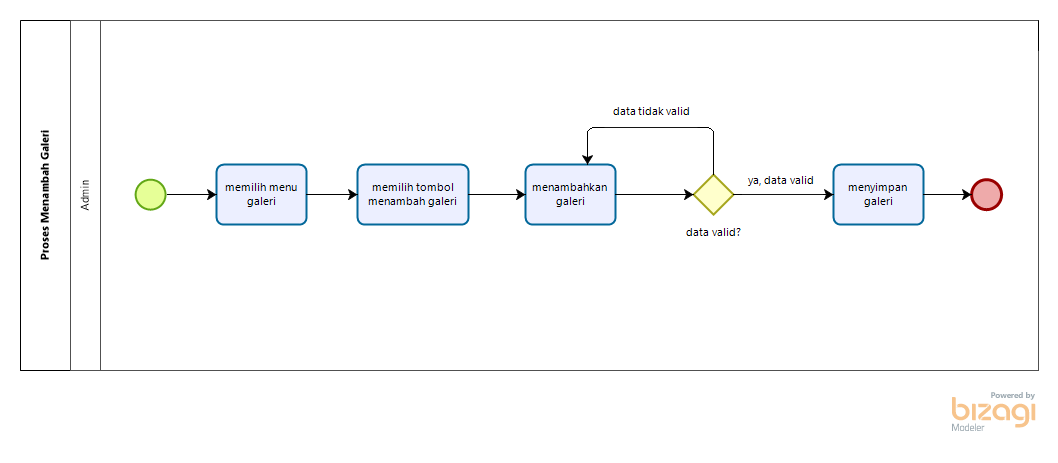 Proses Menambah Galeri
Admin
memilih menu
galeri
memilih tombol
menambah galeri
data tidak valid
menambahkan
galeri
data valid?
ya, data valid
menyimpan
galeri
Powered by
bizagi
Modeler